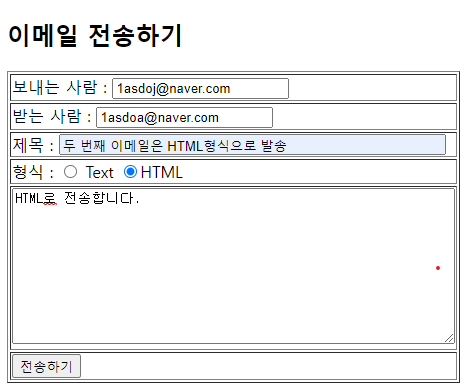 이메일 전송하기
보내는 사람 : 1asdoj@naver.com
받는 사람 : 1asdoa@naver.com
제목 : 두 번째 이메일은 HTML형식으로 발송
형식 : Text HTML
HTML로 전송합니다.
전송하기